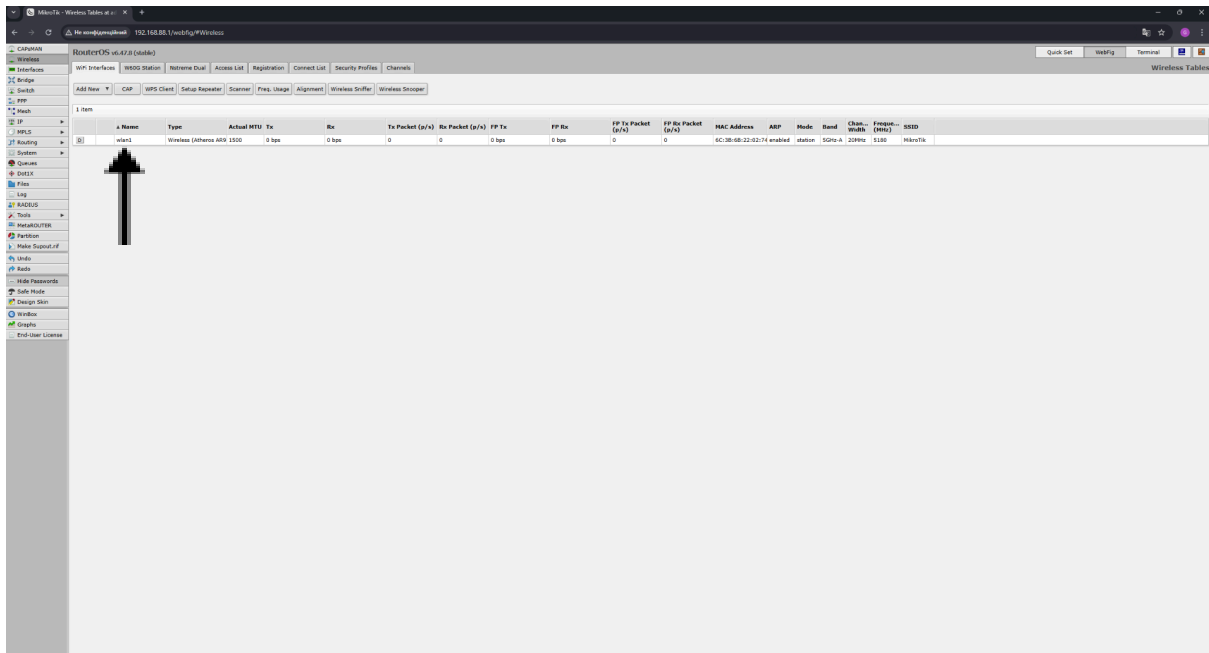 MikroTik - Wireless Tables at a
Не конфіденційний 192.168.88.1/webfig/#Wireless
RouterOS v6.47.8 (stable)
Quick Set WebFig Terminal
WiFi Interfaces W60G Station Nstreme Dual Access List Registration Connect List Security Profiles Channels
Wireless Tables
Add New CAP WPS Client Setup Repeater Scanner Freq. Usage Alignment Wireless Sniffer Wireless Snooper
1 item
Name Type Actual MTU Tx Rx Tx Packet (p/s) Rx Packet (p/s) FP Tx FP Rx FP Tx Packet (p/s) FP Rx Packet (p/s) MAC Address ARP Mode Band Chan... Width Freque... (MHz) SSID
D wlan1 Wireless (Atheros AR9 1500 0 bps 0 bps 0 0 0 bps 0 bps 0 0 6C:3B:6B:22:02:74 enabled station 5GHz-A 20MHz 5180 MikroTik
CAPsMAN
Wireless
Interfaces
Bridge
Switch
PPP
Mesh
IP
MPLS
Routing
System
Queues
Dot1X
Files
Log
RADIUS
Tools
MetaROUTER
Partition
Make Supout.rif
Undo
Redo
Hide Passwords
Safe Mode
Design Skin
WinBox
Graphs
End-User License